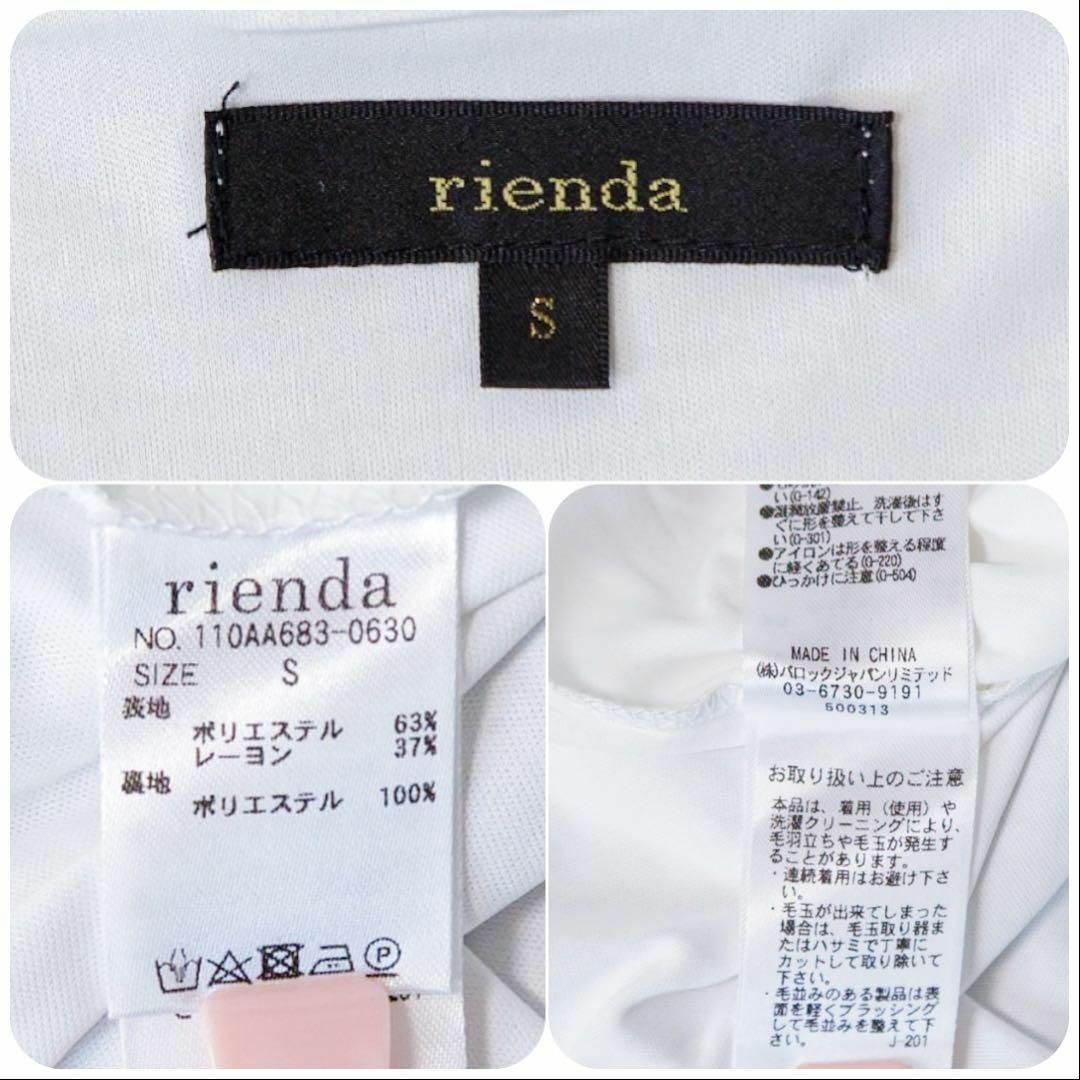 rienda
S
rienda
NO. 110AA683-0630
SIZE S
表地
ポリエステル 63%
レーヨン 37%
裏地
ポリエステル 100%
P
い(G-142)
●湿潤放置禁止、洗濯後はす
ぐに形を整えて干して下さ
い(G-301)
●アイロンは形を整える程度
に軽くあてる(G-220)
●ひっかけに注意(G-504)
MADE IN CHINA
(株)バロックジャパンリミテッド
03-6730-9191
500313
お取り扱い上のご注意
本品は、着用(使用)や
洗濯クリーニングにより、
毛羽立ちや毛玉が発生す
ることがあります。
・連続着用はお避け下さ
い。
・毛玉が出来てしまった
場合は、毛玉取り器ま
たはハサミで丁寧に
カットして取り除いて
下さい。
・毛並みのある製品は表
面を軽くブラッシング
して毛並みを整えて下
さい。 J-201